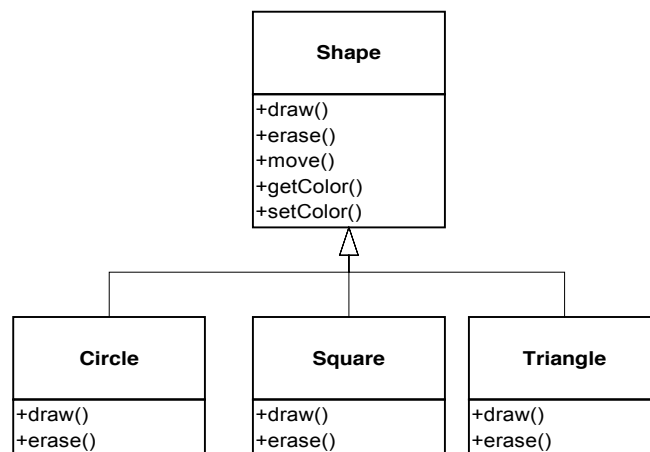 Shape
+draw()
+erase()
+move()
+getColor()
+setColor()
Circle
+draw()
+erase()
Square
+draw()
+erase()
Triangle
+draw()
+erase()